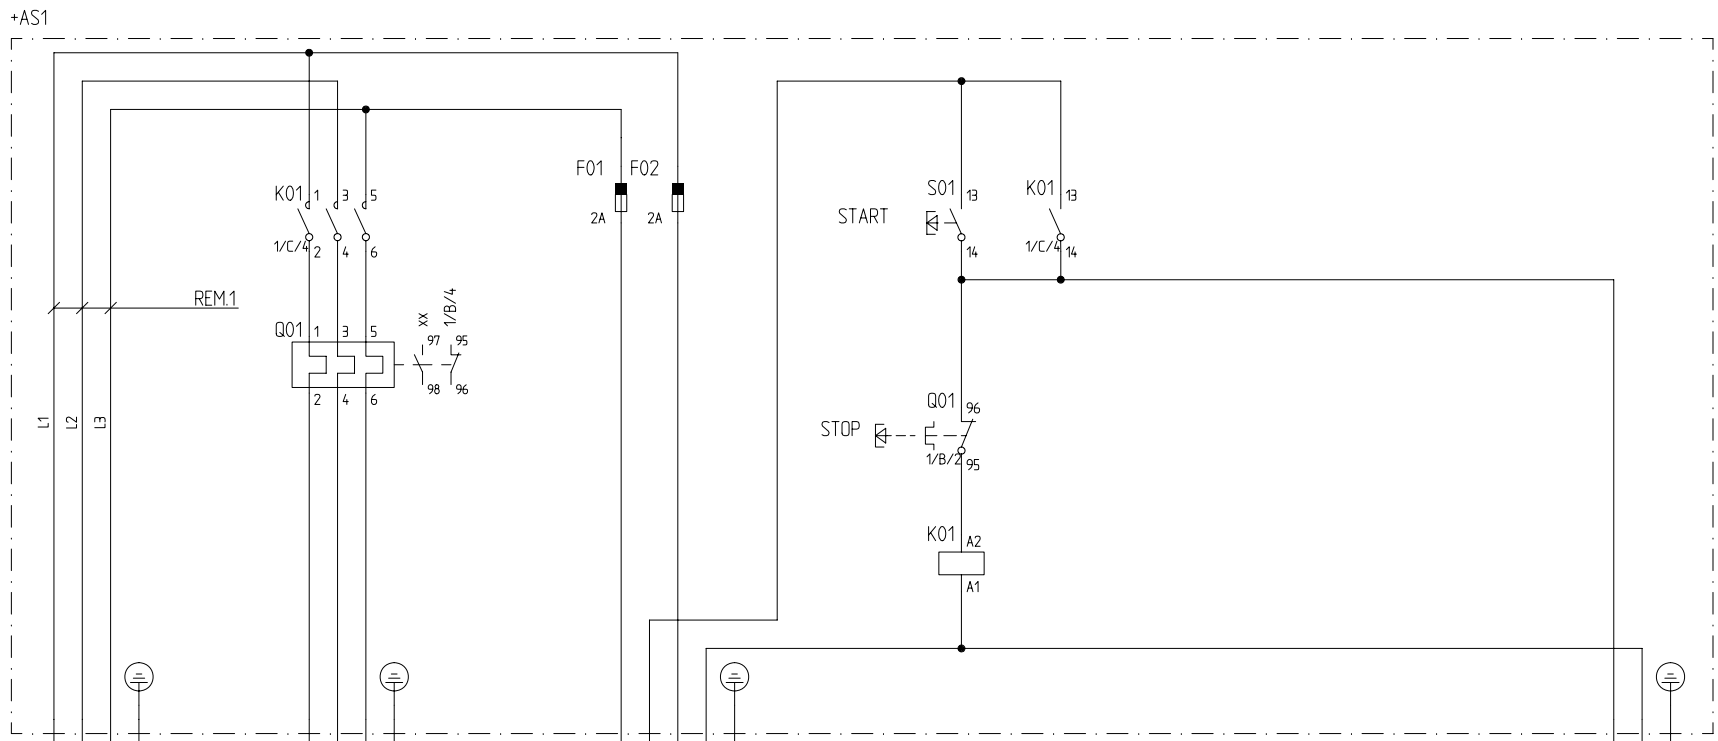 +AS1
F01 F02
K01 1 3 5
S01 13
K01 13
2A 2A
START
1/C/4 2 4 6
14
1/C/4 14
REM.1
xx 1/B/4
Q01 1 3 5
97 95
98 96
2 4 6
L1 L2 L3
Q01 96
STOP
1/B/2 95
K01 A2
A1